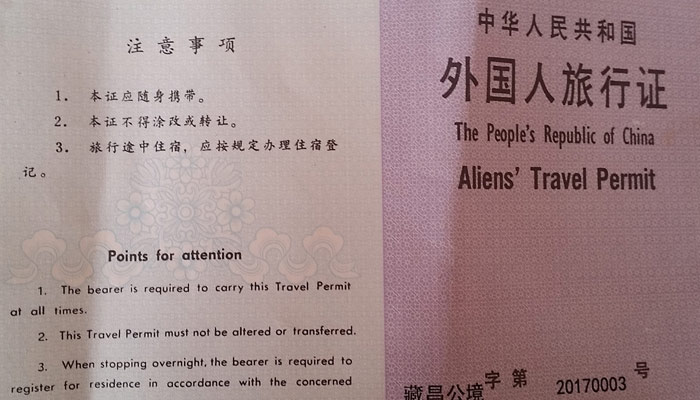 注意事项
1. 本证应随身携带。
2. 本证不得涂改或转让。
3. 旅行途中住宿，应按规定办理住宿登
记。
Points for attention
1. The bearer is required to carry this Travel Permit
at all times.
2. This Travel Permit must not be altered or transferred.
3. When stopping overnight, the bearer is required to
register for residence in accordance with the concerned
中华人民共和国
外国人旅行证
The People's Republic of China
Aliens' Travel Permit
藏昌公境字第 20170003 号